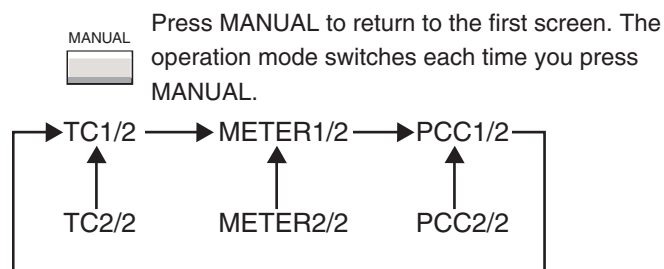 MANUAL
Press MANUAL to return to the first screen. The
operation mode switches each time you press
MANUAL.
TC1/2 METER1/2 PCC1/2
TC2/2 METER2/2 PCC2/2